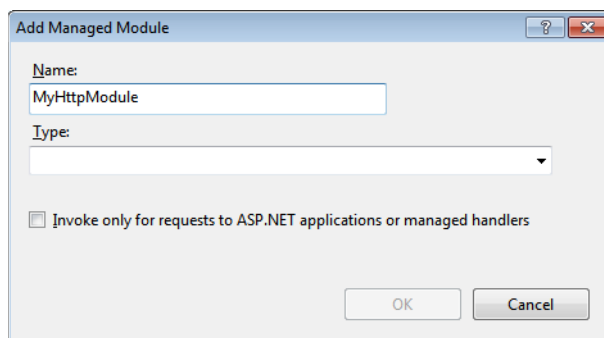 Add Managed Module
?
Name:
MyHttpModule
Type:
Invoke only for requests to ASP.NET applications or managed handlers
OK
Cancel